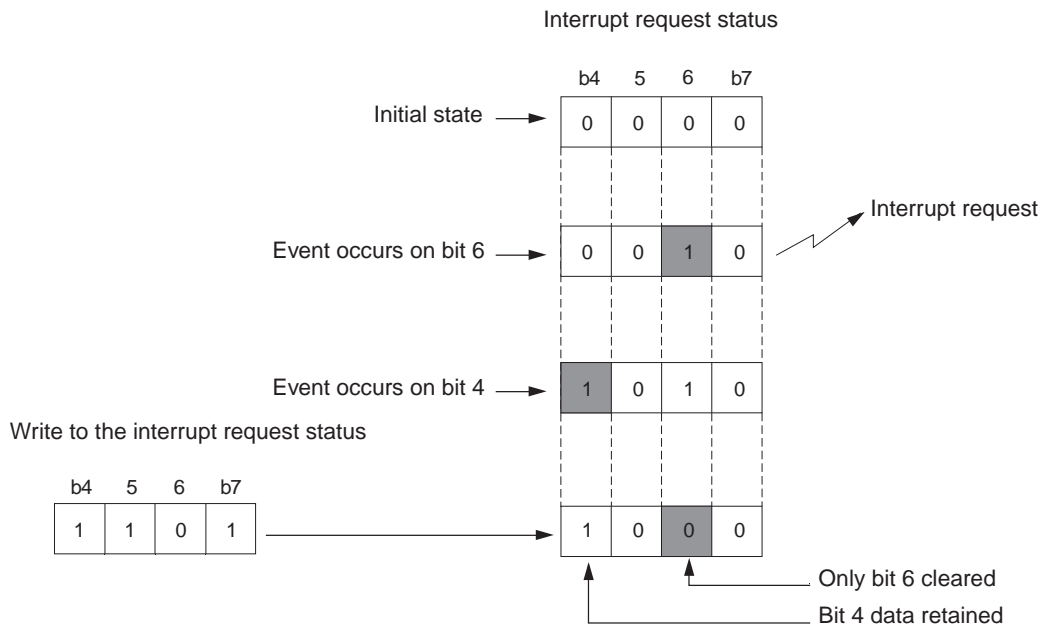 Interrupt request status
b4 5 6 b7
Initial state
0 0 0 0
Interrupt request
Event occurs on bit 6
0 0 1 0
Event occurs on bit 4
1 0 1 0
Write to the interrupt request status
b4 5 6 b7
1 1 0 1
1 0 0 0
Only bit 6 cleared
Bit 4 data retained